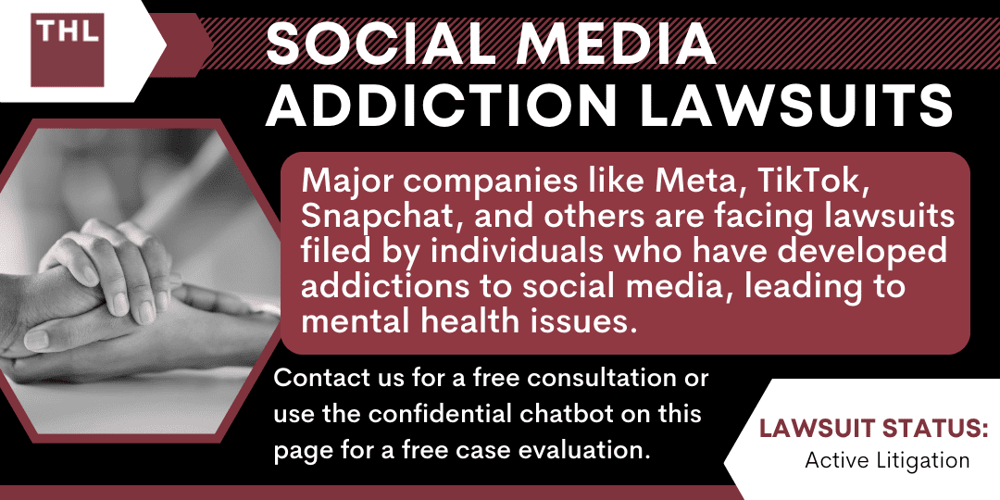 THL
SOCIAL MEDIA
ADDICTION LAWSUITS
Major companies like Meta, TikTok,
Snapchat, and others are facing lawsuits
filed by individuals who have developed
addictions to social media, leading to
mental health issues.
Contact us for a free consultation or
use the confidential chatbot on this
page for a free case evaluation.
LAWSUIT STATUS:
Active Litigation